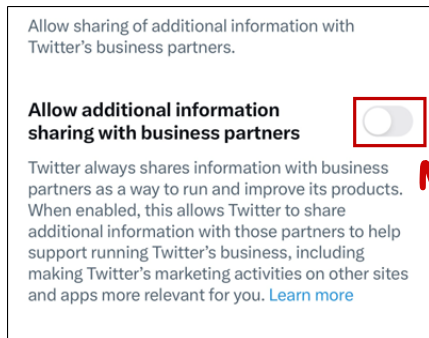 Allow sharing of additional information with
Twitter's business partners.
Allow additional information
sharing with business partners
Twitter always shares information with business
partners as a way to run and improve its products.
When enabled, this allows Twitter to share
additional information with those partners to help
support running Twitter's business, including
making Twitter's marketing activities on other sites
and apps more relevant for you. Learn more